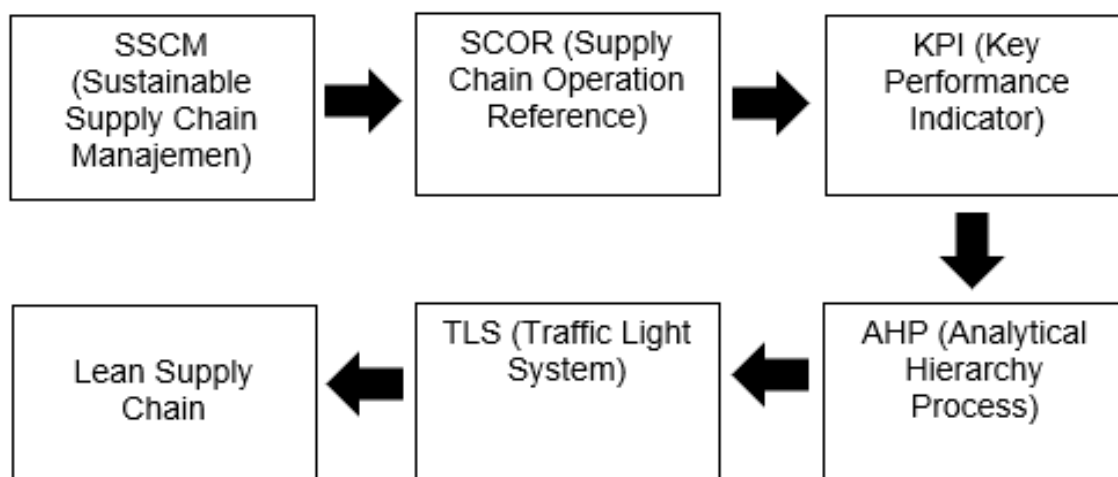 SSCM
(Sustainable
Supply Chain
Manajemen)
SCOR (Supply
Chain Operation
Reference)
KPI (Key
Performance
Indicator)
AHP (Analytical
Hierarchy
Process)
TLS (Traffic Light
System)
Lean Supply
Chain